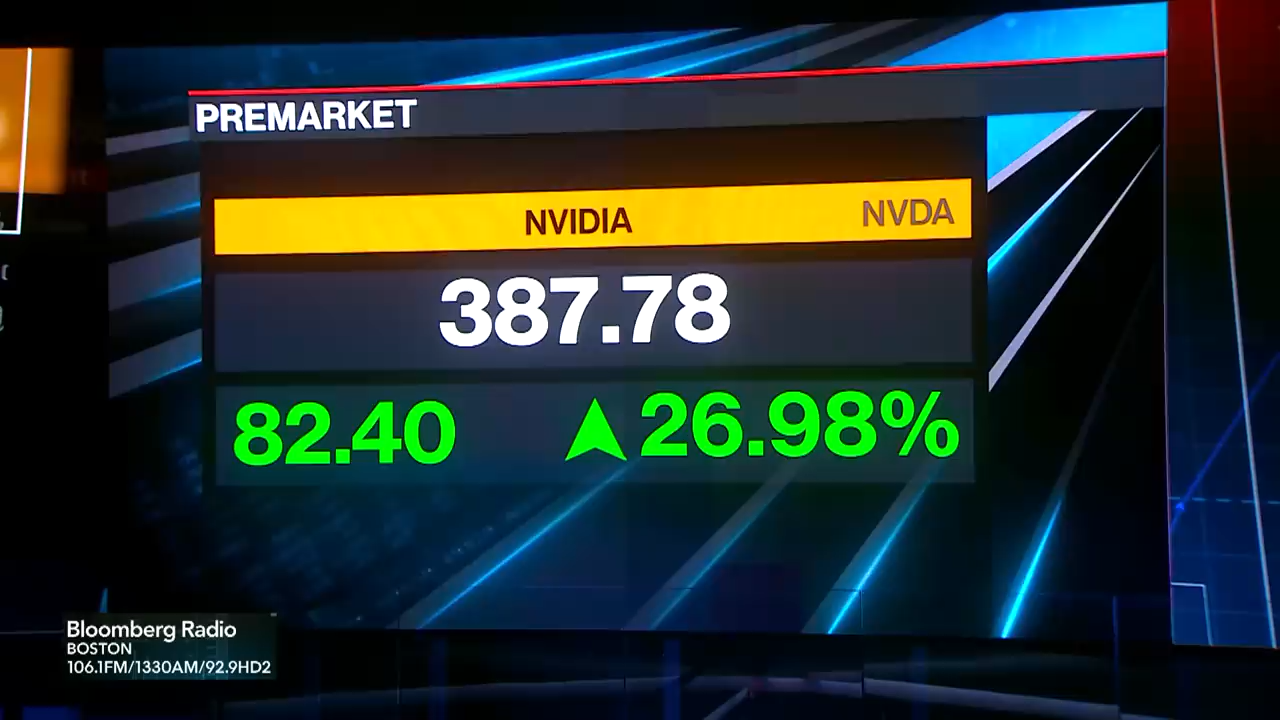 PREMARKET
NVIDIA NVDA
387.78
82.40 ▲26.98%
Bloomberg Radio
BOSTON
106.1FM/1330AM/92.9HD2